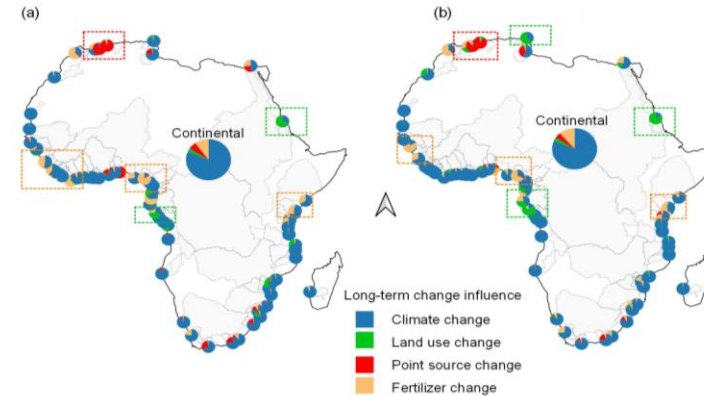 (a)
(b)
Continental
Continental
Long-term change influence
Climate change
Land use change
Point source change
Fertilizer change